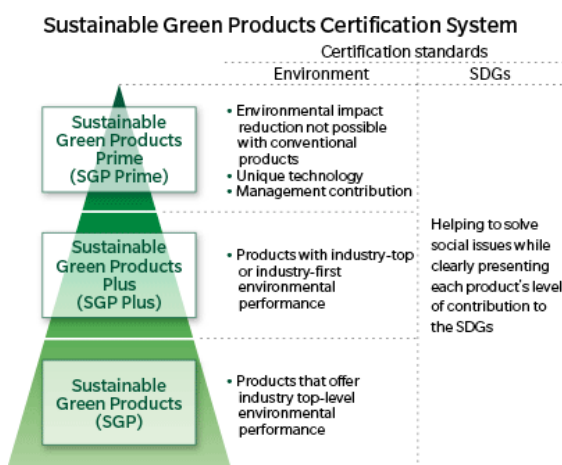 Sustainable Green Products Certification System
Certification standards
Environment
SDGs
Sustainable
Green Products
Prime
(SGP Prime)
• Environmental impact
reduction not possible
with conventional
products
• Unique technology
• Management contribution
Sustainable
Green Products
Plus
(SGP Plus)
• Products with industry-top
or industry-first
environmental
performance
Sustainable
Green Products
(SGP)
• Products that offer
industry top-level
environmental
performance
Helping to solve
social issues while
clearly presenting
each product's level
of contribution to
the SDGs